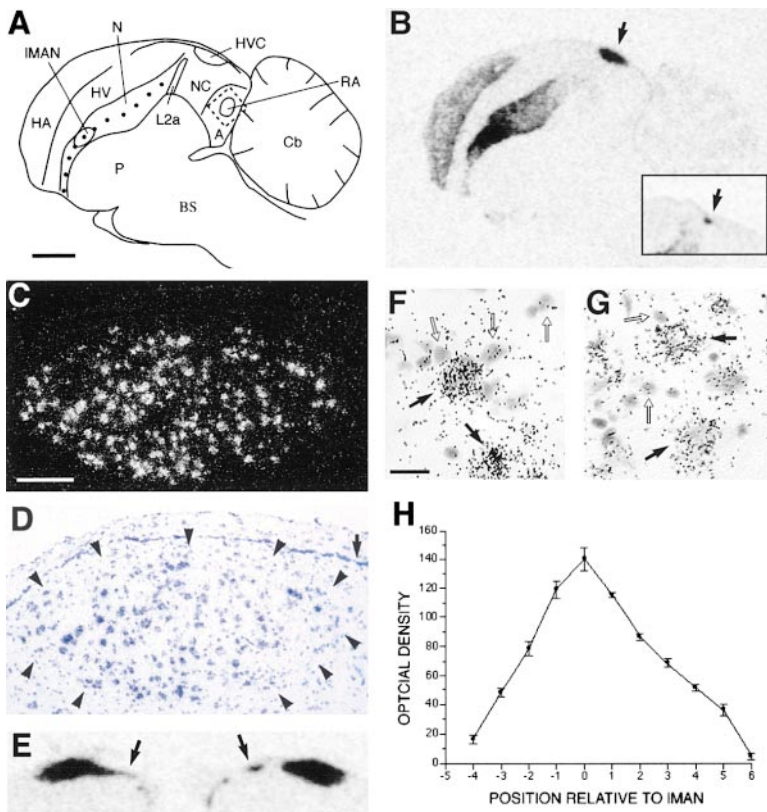 A
N
HVC
IMAN
HV
NC
RA
HA
L2a
A
Cb
P
BS
B
C
D
E
F
G
H
OPTCIAL DENSITY
160
140
120
100
80
60
40
20
0
-5 -4 -3 -2 -1 0 1 2 3 4 5 6
POSITION RELATIVE TO IMAN